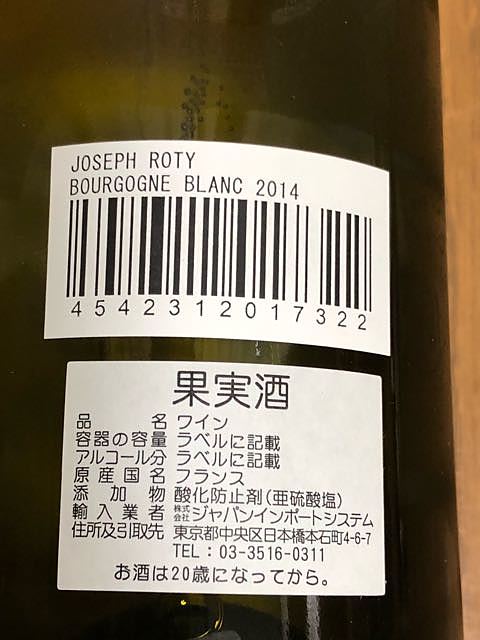 JOSEPH ROTY
BOURGOGNE BLANC 2014
4542312017322
果実酒
品名 ワイン
容器の容量 ラベルに記載
アルコール分 ラベルに記載
原産国名 フランス
添加物 酸化防止剤(亜硫酸塩)
輸入業者 株式会社ジャパンインポートシステム
住所及引取先 東京都中央区日本橋本石町4-6-7
TEL : 03-3516-0311
お酒は20歳になってから。